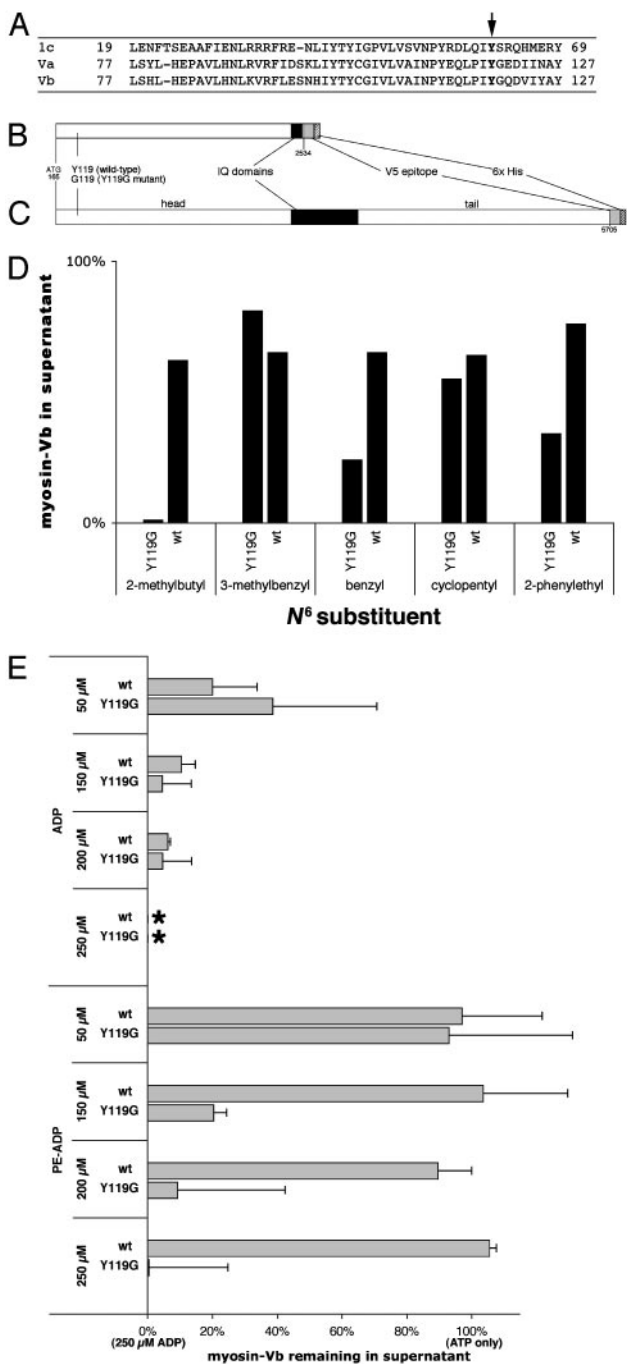 A
1c 19 LENFTSEAAFIENLRRRFRE-NLIYTYIGPVLVSVNPYRDLQIYSRQHMERY 69
Va 77 LSYL-HEPAVLHNLRVRFIDSKLIYTYCGIVLVAINPYEQLPIYGEDIINAY 127
Vb 77 LSHL-HEPAVLHNLKVRFLESNHIYTYCGIVLVAINPYEQLPIYGQDVIYAY 127
B
2534
ATG
165
Y119 (wild-type)
G119 (Y119G mutant)
IQ domains
V5 epitope
6x His
C
head
tail
5705
D
myosin-Vb in supernatant
100%
0%
Y119G wt Y119G wt Y119G wt Y119G wt Y119G wt
2-methylbutyl 3-methylbenzyl benzyl cyclopentyl 2-phenylethyl
N⁶ substituent
E
ADP
50 µM
wt
Y119G
150 µM
wt
Y119G
200 µM
wt
Y119G
250 µM
wt *
Y119G *
PE-ADP
50 µM
wt
Y119G
150 µM
wt
Y119G
200 µM
wt
Y119G
250 µM
wt
Y119G
0% 20% 40% 60% 80% 100%
(250 µM ADP) (ATP only)
myosin-Vb remaining in supernatant